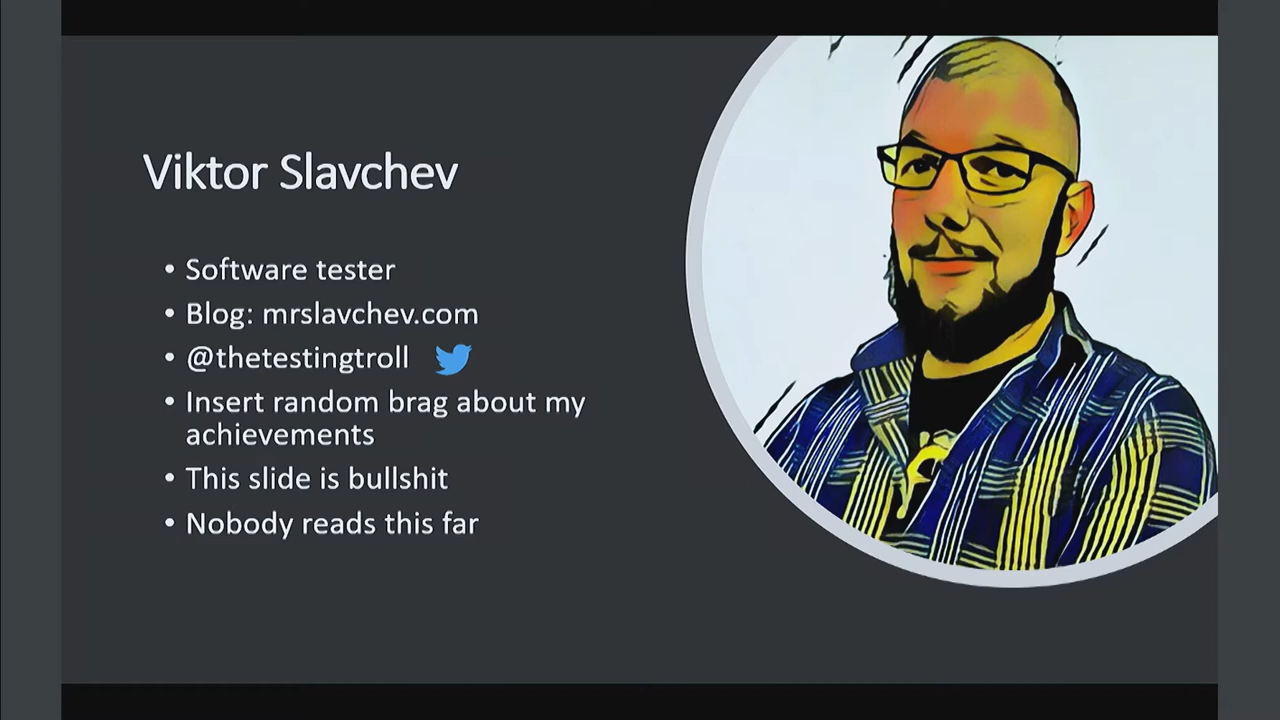 Viktor Slavchev
• Software tester
• Blog: mrslavchev.com
• @thetestingtroll
• Insert random brag about my
achievements
• This slide is bullshit
• Nobody reads this far